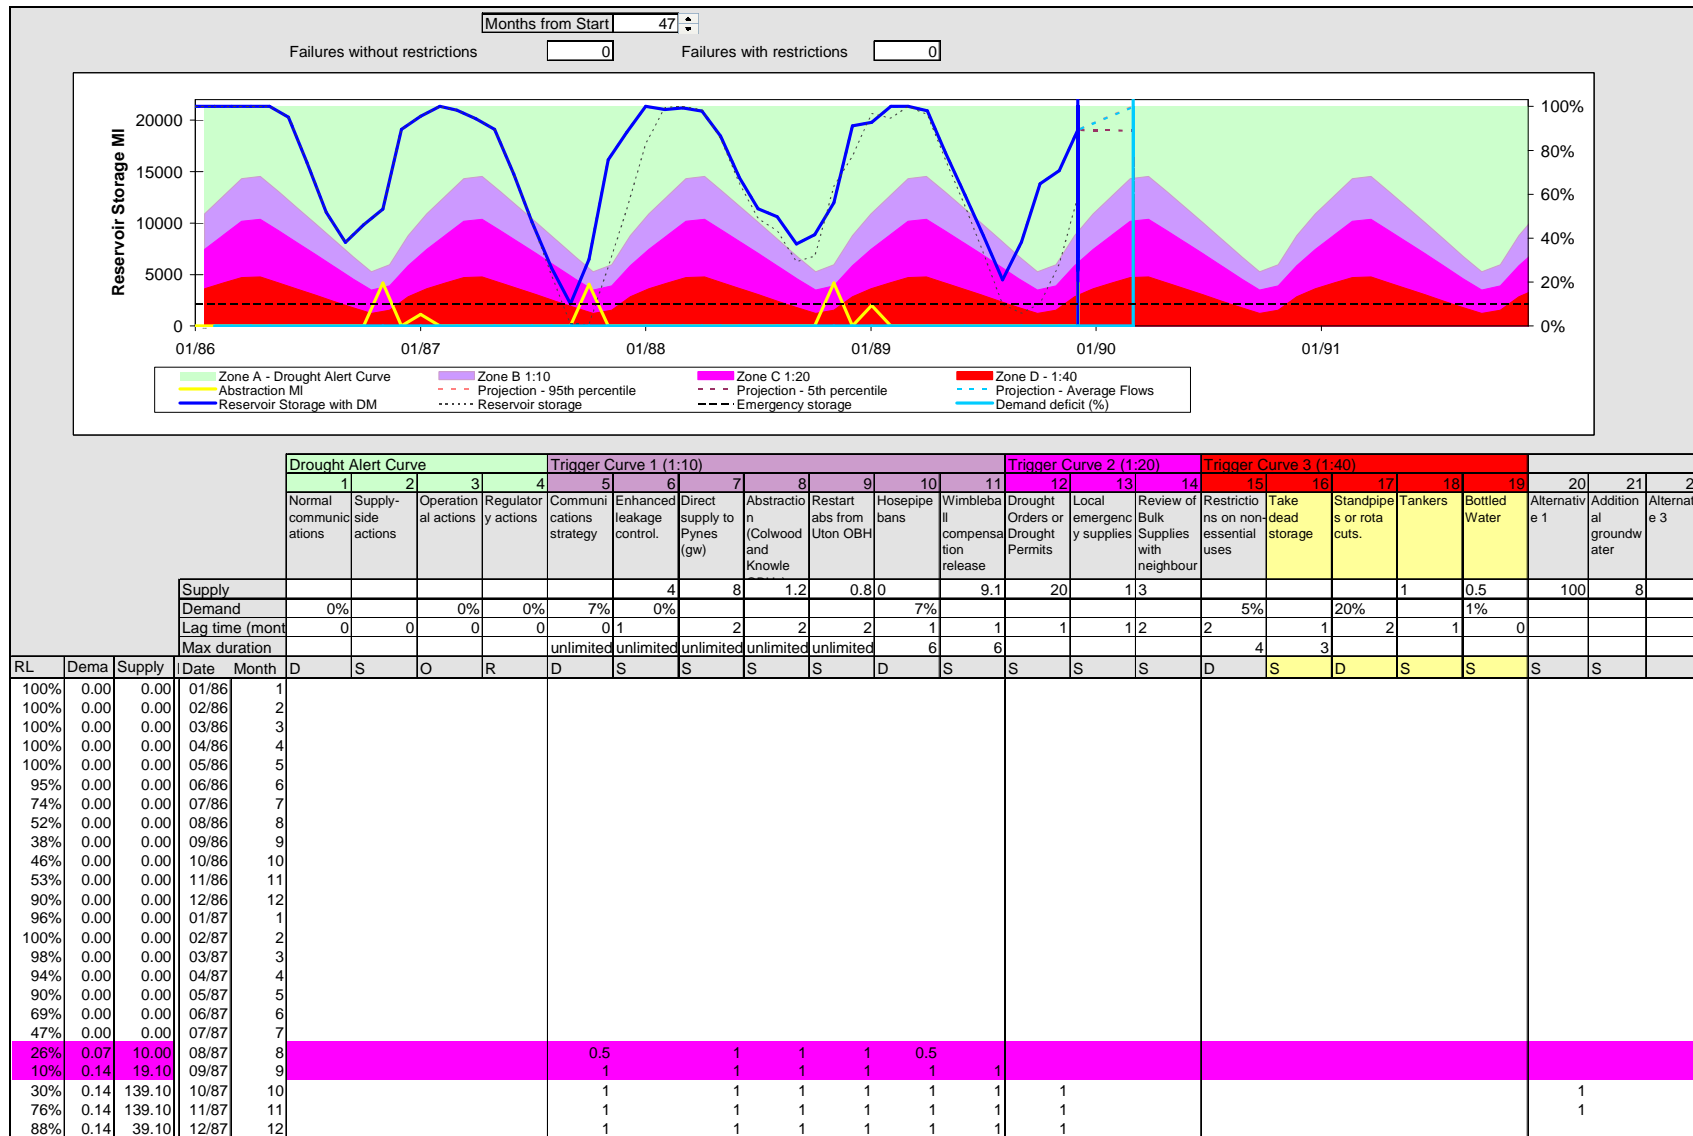 Months from Start 47
Failures without restrictions 0 Failures with restrictions 0
Reservoir Storage Ml
20000 100%
80%
15000
60%
10000
40%
5000
20%
0 0%
01/86 01/87 01/88 01/89 01/90 01/91
Zone A - Drought Alert Curve Zone B 1:10 Zone C 1:20 Zone D - 1:40
Abstraction Ml Projection - 95th percentile Projection - 5th percentile Projection - Average Flows
Reservoir Storage with DM Reservoir storage Emergency storage Demand deficit (%)
Drought Alert Curve Trigger Curve 1 (1:10) Trigger Curve 2 (1:20) Trigger Curve 3 (1:40)
1 2 3 4 5 6 7 8 9 10 11 12 13 14 15 16 17 18 19 20 21 2
Normal Supply- Operation Regulator Communi Enhanced Direct Abstractio Restart Hosepipe Wimbleba Drought Local Review of Restrictio Take Standpipe Tankers Bottled Alternativ Addition Alternat
communic side al actions y actions cations leakage supply to n abs from bans ll Orders or emergenc Bulk ns on non- dead s or rota Water e 1 al e 3
ations actions strategy control. Pynes (Colwood Uton OBH compensa Drought y supplies Supplies essential storage cuts. groundw
(gw) and tion Permits with uses ater
Knowle release neighbour
Supply 4 8 1.2 0.8 0 9.1 20 1 3 1 0.5 100 8
Demand 0% 0% 0% 7% 0% 7% 5% 20% 1%
Lag time (mont 0 0 0 0 0 1 2 2 2 1 1 1 1 2 2 1 2 1 0
Max duration unlimited unlimited unlimited unlimited unlimited 6 6 4 3
RL Dema Supply Date Month D S O R D S S S S D S S S S D S D S S S S
100% 0.00 0.00 01/86 1
100% 0.00 0.00 02/86 2
100% 0.00 0.00 03/86 3
100% 0.00 0.00 04/86 4
100% 0.00 0.00 05/86 5
95% 0.00 0.00 06/86 6
74% 0.00 0.00 07/86 7
52% 0.00 0.00 08/86 8
38% 0.00 0.00 09/86 9
46% 0.00 0.00 10/86 10
53% 0.00 0.00 11/86 11
90% 0.00 0.00 12/86 12
96% 0.00 0.00 01/87 1
100% 0.00 0.00 02/87 2
98% 0.00 0.00 03/87 3
94% 0.00 0.00 04/87 4
90% 0.00 0.00 05/87 5
69% 0.00 0.00 06/87 6
47% 0.00 0.00 07/87 7
26% 0.07 10.00 08/87 8 0.5 1 1 1 0.5
10% 0.14 19.10 09/87 9 1 1 1 1 1 1
30% 0.14 139.10 10/87 10 1 1 1 1 1 1 1 1
76% 0.14 139.10 11/87 11 1 1 1 1 1 1 1 1
88% 0.14 39.10 12/87 12 1 1 1 1 1 1 1